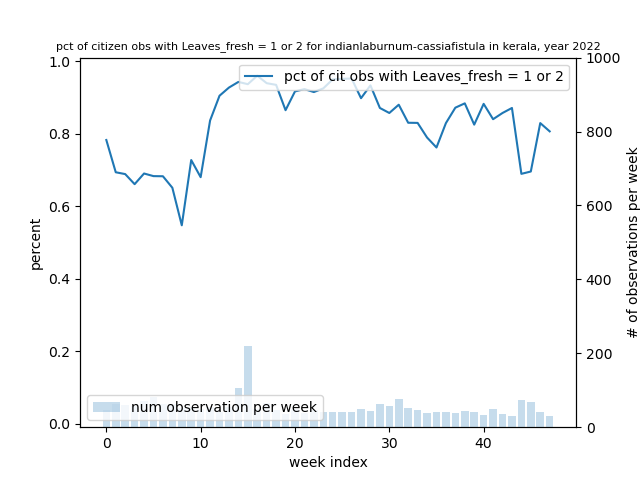 pct of citizen obs with Leaves_fresh = 1 or 2 for indianlaburnum-cassiafistula in kerala, year 2022
pct of cit obs with Leaves_fresh = 1 or 2
num observation per week
1.0
0.8
0.6
0.4
0.2
0.0
percent
1000
800
600
400
200
0
# of observations per week
0 10 20 30 40
week index